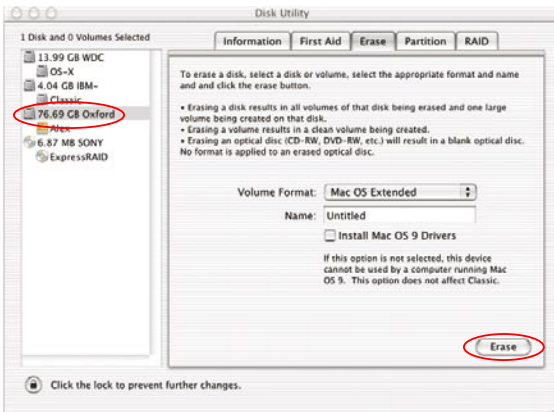 Disk Utility
1 Disk and 0 Volumes Selected
Information First Aid Erase Partition RAID
13.99 GB WDC
OS-X
4.04 GB IBM-
Classic
76.69 GB Oxford
Alex
6.87 MB SONY
ExpressRAID
To erase a disk, select a disk or volume, select the appropriate format and name
and and click the erase button.
• Erasing a disk results in all volumes of that disk being erased and one large
volume being created on that disk.
• Erasing a volume results in a clean volume being created.
• Erasing an optical disc (CD-RW, DVD-RW, etc.) will result in a blank optical disc.
No format is applied to an erased optical disc.
Volume Format: Mac OS Extended
Name: Untitled
Install Mac OS 9 Drivers
If this option is not selected, this device
cannot be used by a computer running Mac
OS 9. This option does not affect Classic.
Erase
Click the lock to prevent further changes.